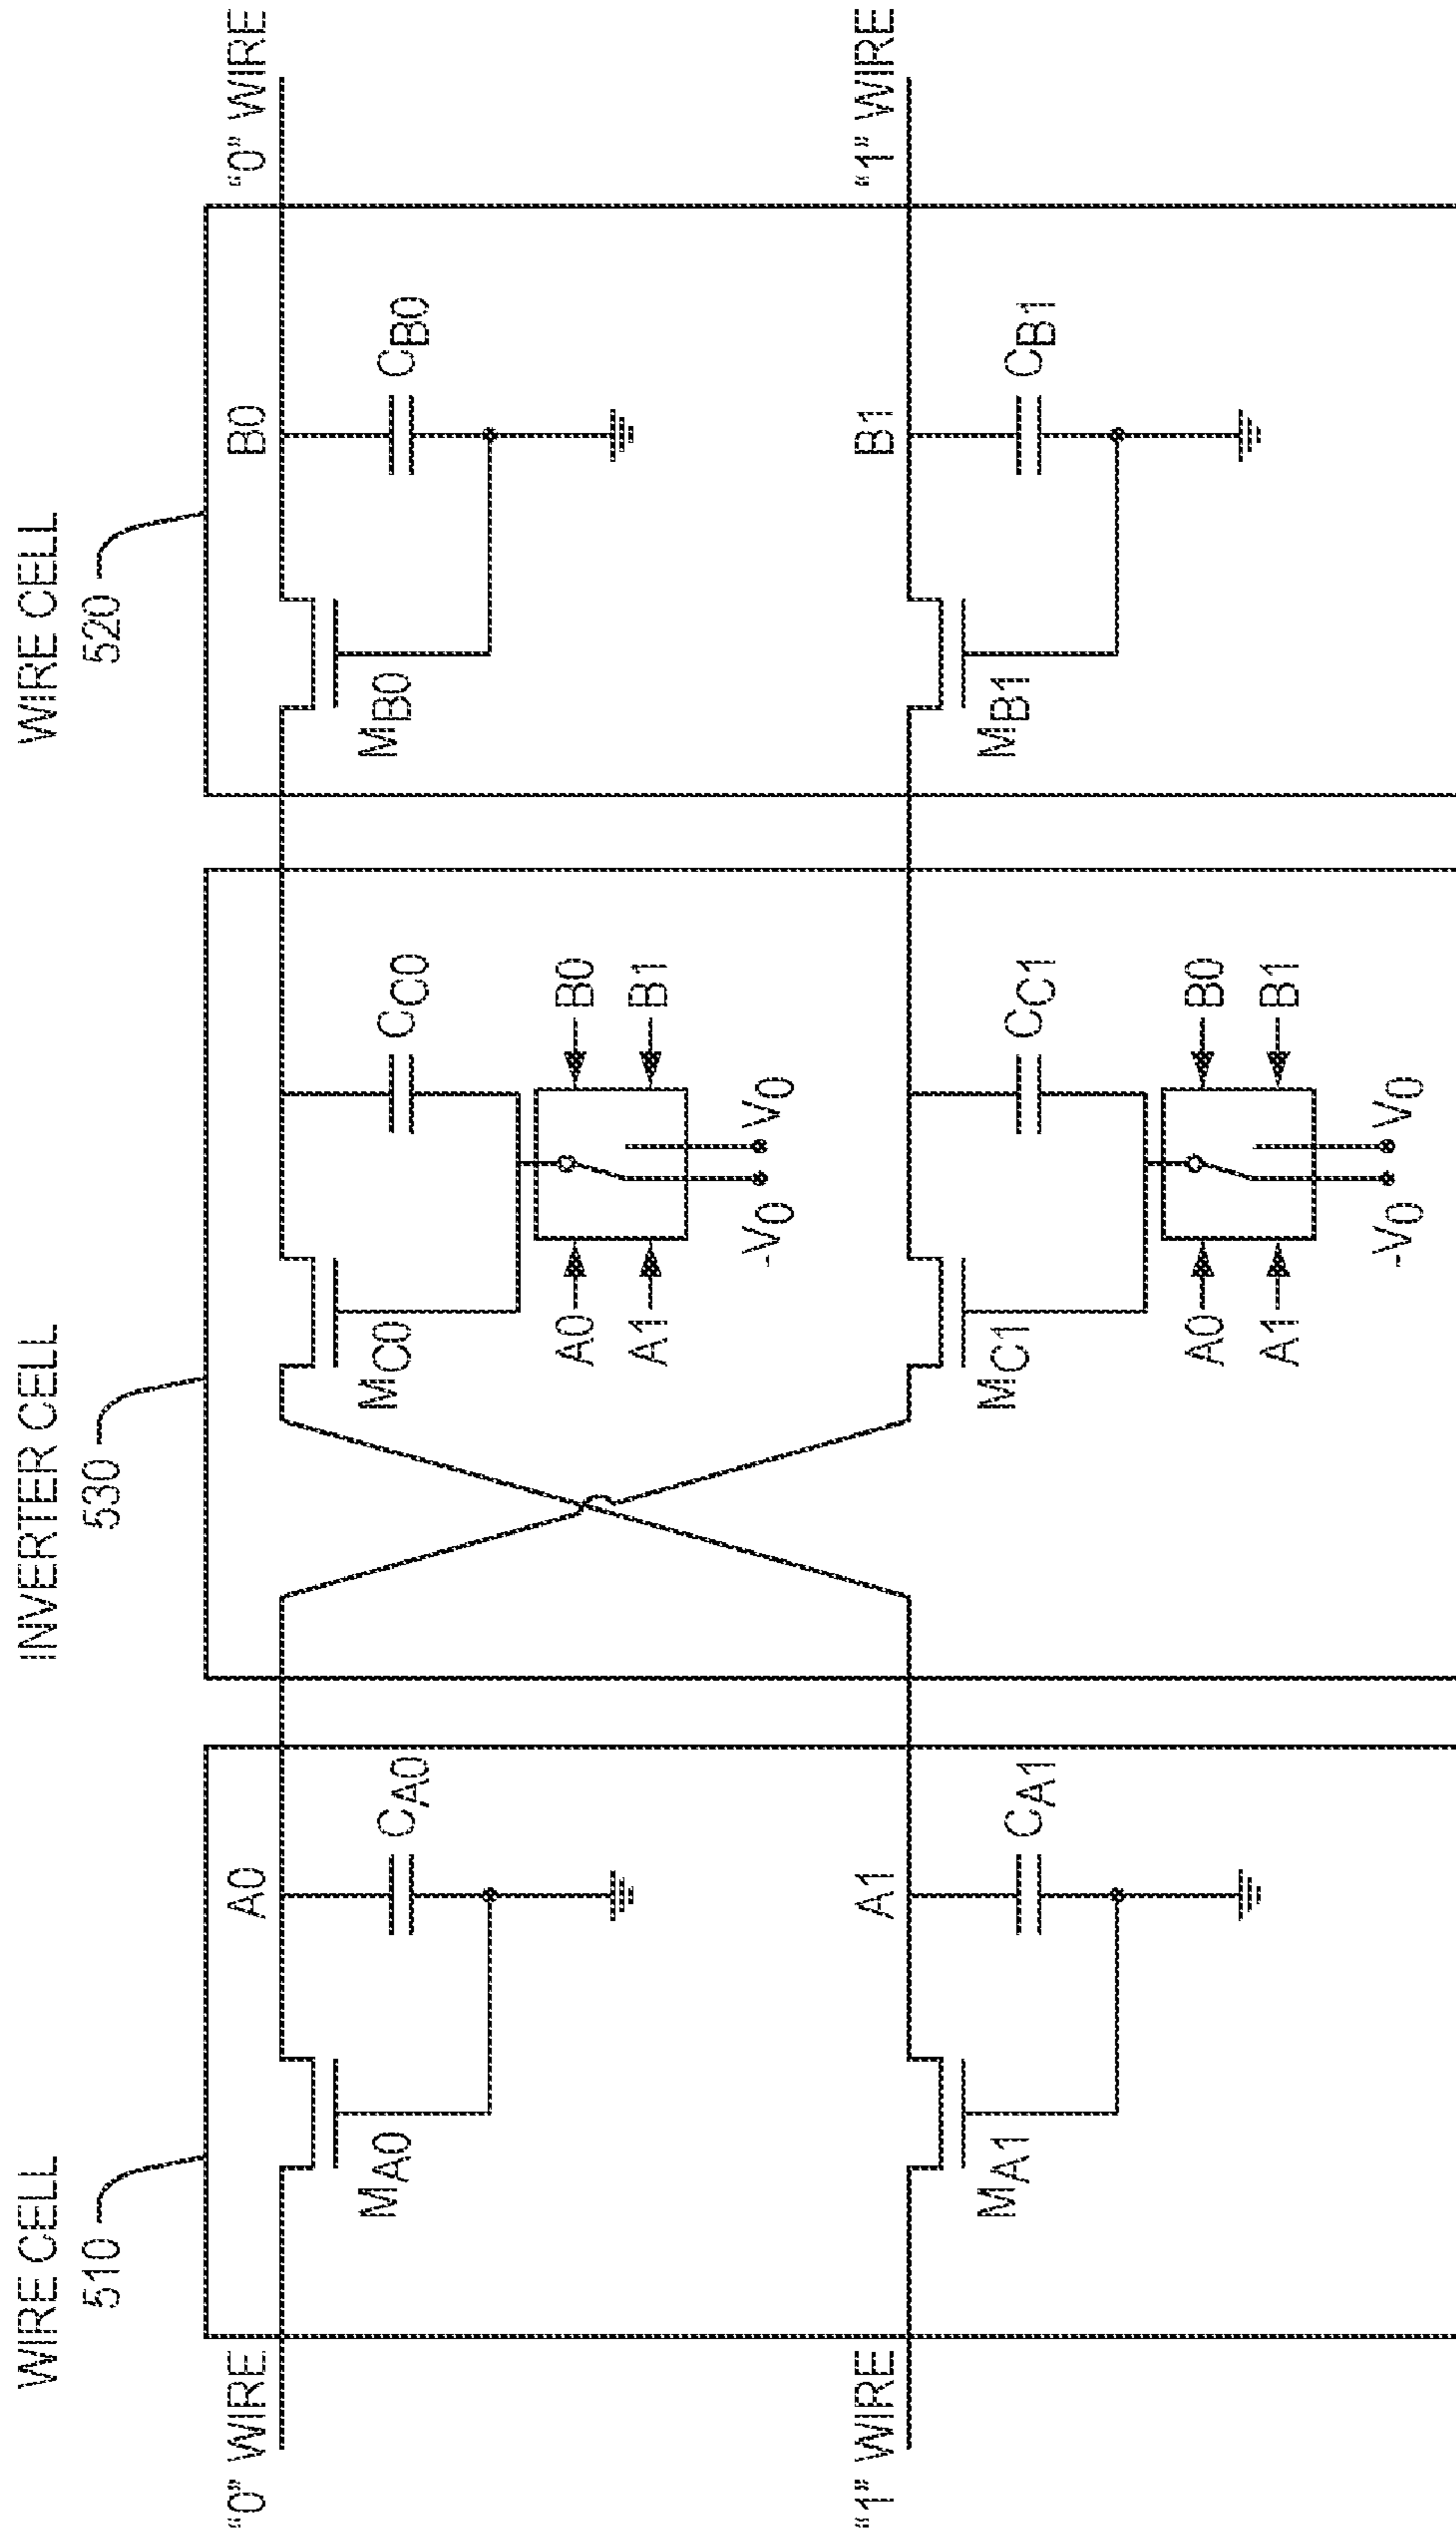 WIRE CELL
510
INVERTER CELL
530
WIRE CELL
520
"0" WIRE
A0
B0
"0" WIRE
MA0
CA0
MC0
CC0
MB0
CB0
A0
B0
A1
B1
-V0
V0
"1" WIRE
A1
B1
"1" WIRE
MA1
CA1
MC1
CC1
MB1
CB1
A0
B0
A1
B1
-V0
V0